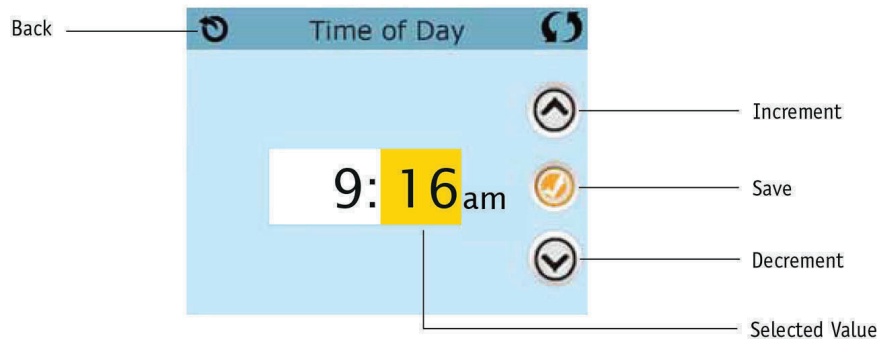 Back
Time of Day
Increment
9:16am
Save
Decrement
Selected Value